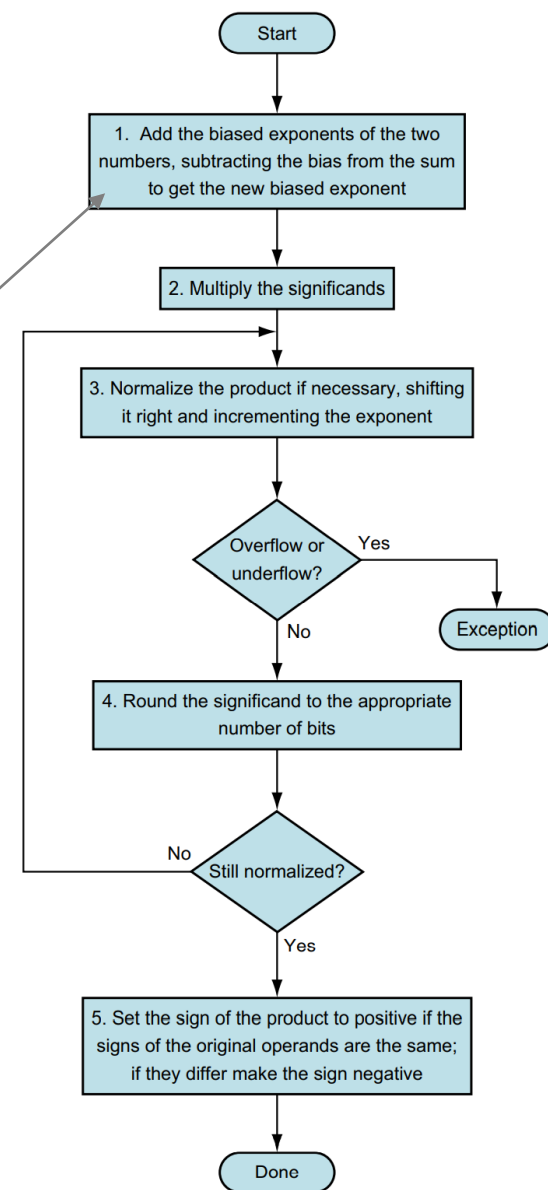 Start
1. Add the biased exponents of the two
numbers, subtracting the bias from the sum
to get the new biased exponent
2. Multiply the significands
3. Normalize the product if necessary, shifting
it right and incrementing the exponent
Overflow or
underflow?
Yes
Exception
No
4. Round the significand to the appropriate
number of bits
No
Still normalized?
Yes
5. Set the sign of the product to positive if the
signs of the original operands are the same;
if they differ make the sign negative
Done